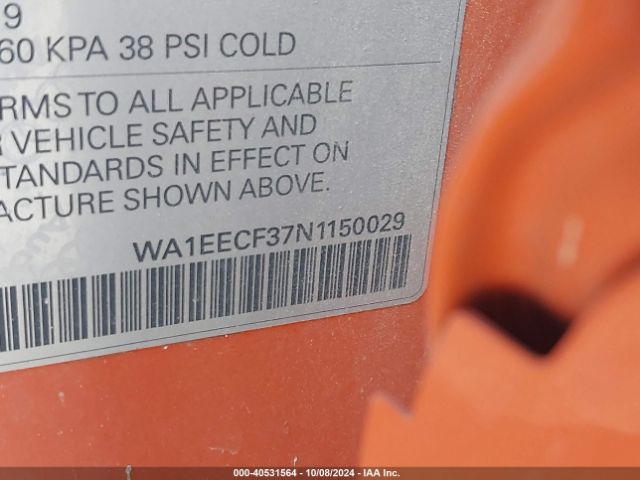 9
60 KPA 38 PSI COLD
RMS TO ALL APPLICABLE
VEHICLE SAFETY AND
STANDARDS IN EFFECT ON
ACTURE SHOWN ABOVE.
WA1EECF37N1150029
000-40531564 - 10/08/2024 - IAA Inc.